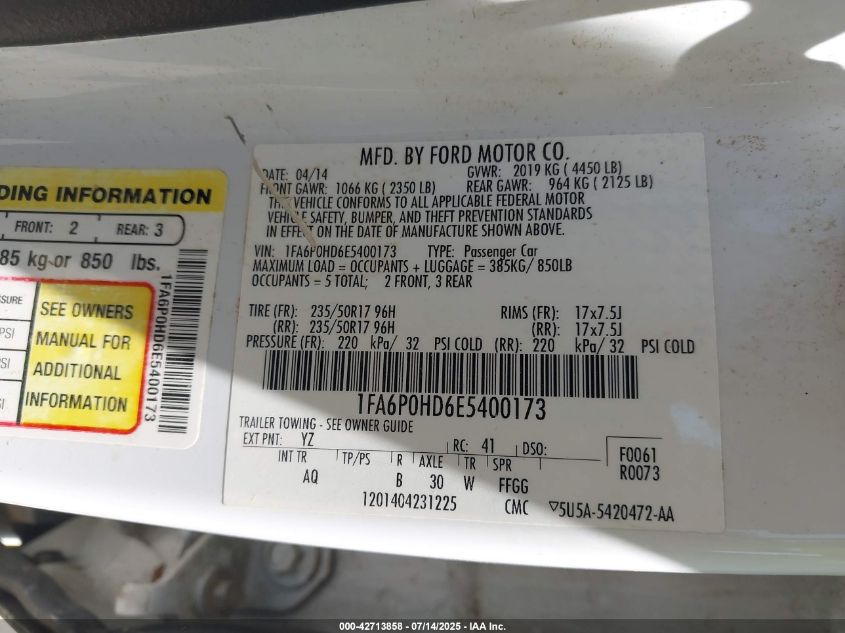 DING INFORMATION
FRONT: 2 REAR: 3
85 kg or 850 lbs.
SSURE
PSI
SI
SEE OWNERS
MANUAL FOR
ADDITIONAL
INFORMATION
1FA6P0HD6E5400173
MFD. BY FORD MOTOR CO.
DATE: 04/14 GVWR: 2019 KG ( 4450 LB)
FRONT GAWR: 1066 KG ( 2350 LB) REAR GAWR: 964 KG ( 2125 LB)
THE VEHICLE CONFORMS TO ALL APPLICABLE FEDERAL MOTOR
VEHICLE SAFETY, BUMPER, AND THEFT PREVENTION STANDARDS
IN EFFECT ON THE DATE OF MANUFACTURE SHOWN ABOVE.
VIN: 1FA6P0HD6E5400173 TYPE: Passenger Car
MAXIMUM LOAD = OCCUPANTS + LUGGAGE = 385KG/ 850LB
OCCUPANTS = 5 TOTAL; 2 FRONT, 3 REAR
TIRE (FR): 235/50R17 96H RIMS (FR): 17x7.5J
(RR): 235/50R17 96H (RR): 17x7.5J
PRESSURE (FR): 220 kPa/ 32 PSI COLD (RR): 220 kPa/ 32 PSI COLD
1FA6P0HD6E5400173
TRAILER TOWING - SEE OWNER GUIDE
EXT PNT: YZ RC: 41 DSO:
F0061
R0073
INT TR TP/PS R AXLE TR SPR
AQ B 30 W FFGG
1201404231225 CMC ▽5U5A-5420472-AA
000-42713858 - 07/14/2025 - IAA Inc.